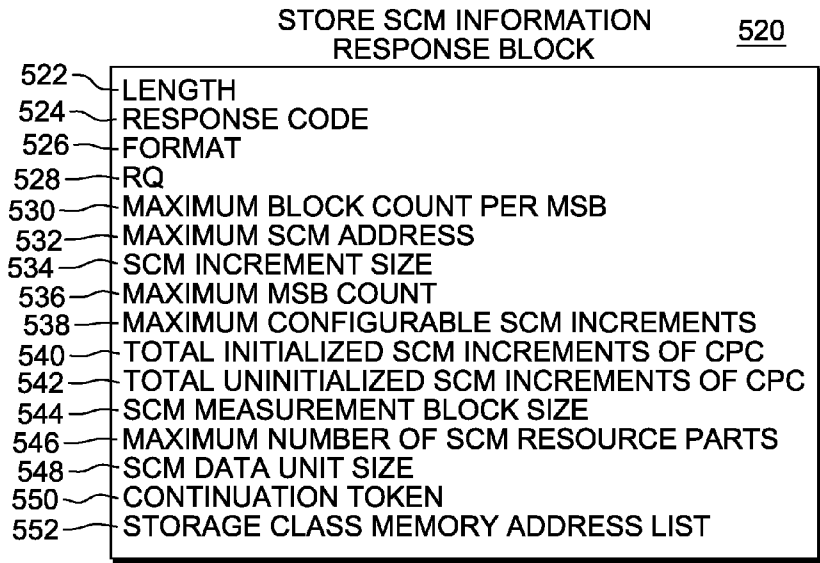 STORE SCM INFORMATION
RESPONSE BLOCK
520
522 LENGTH
524 RESPONSE CODE
526 FORMAT
528 RQ
530 MAXIMUM BLOCK COUNT PER MSB
532 MAXIMUM SCM ADDRESS
534 SCM INCREMENT SIZE
536 MAXIMUM MSB COUNT
538 MAXIMUM CONFIGURABLE SCM INCREMENTS
540 TOTAL INITIALIZED SCM INCREMENTS OF CPC
542 TOTAL UNINITIALIZED SCM INCREMENTS OF CPC
544 SCM MEASUREMENT BLOCK SIZE
546 MAXIMUM NUMBER OF SCM RESOURCE PARTS
548 SCM DATA UNIT SIZE
550 CONTINUATION TOKEN
552 STORAGE CLASS MEMORY ADDRESS LIST